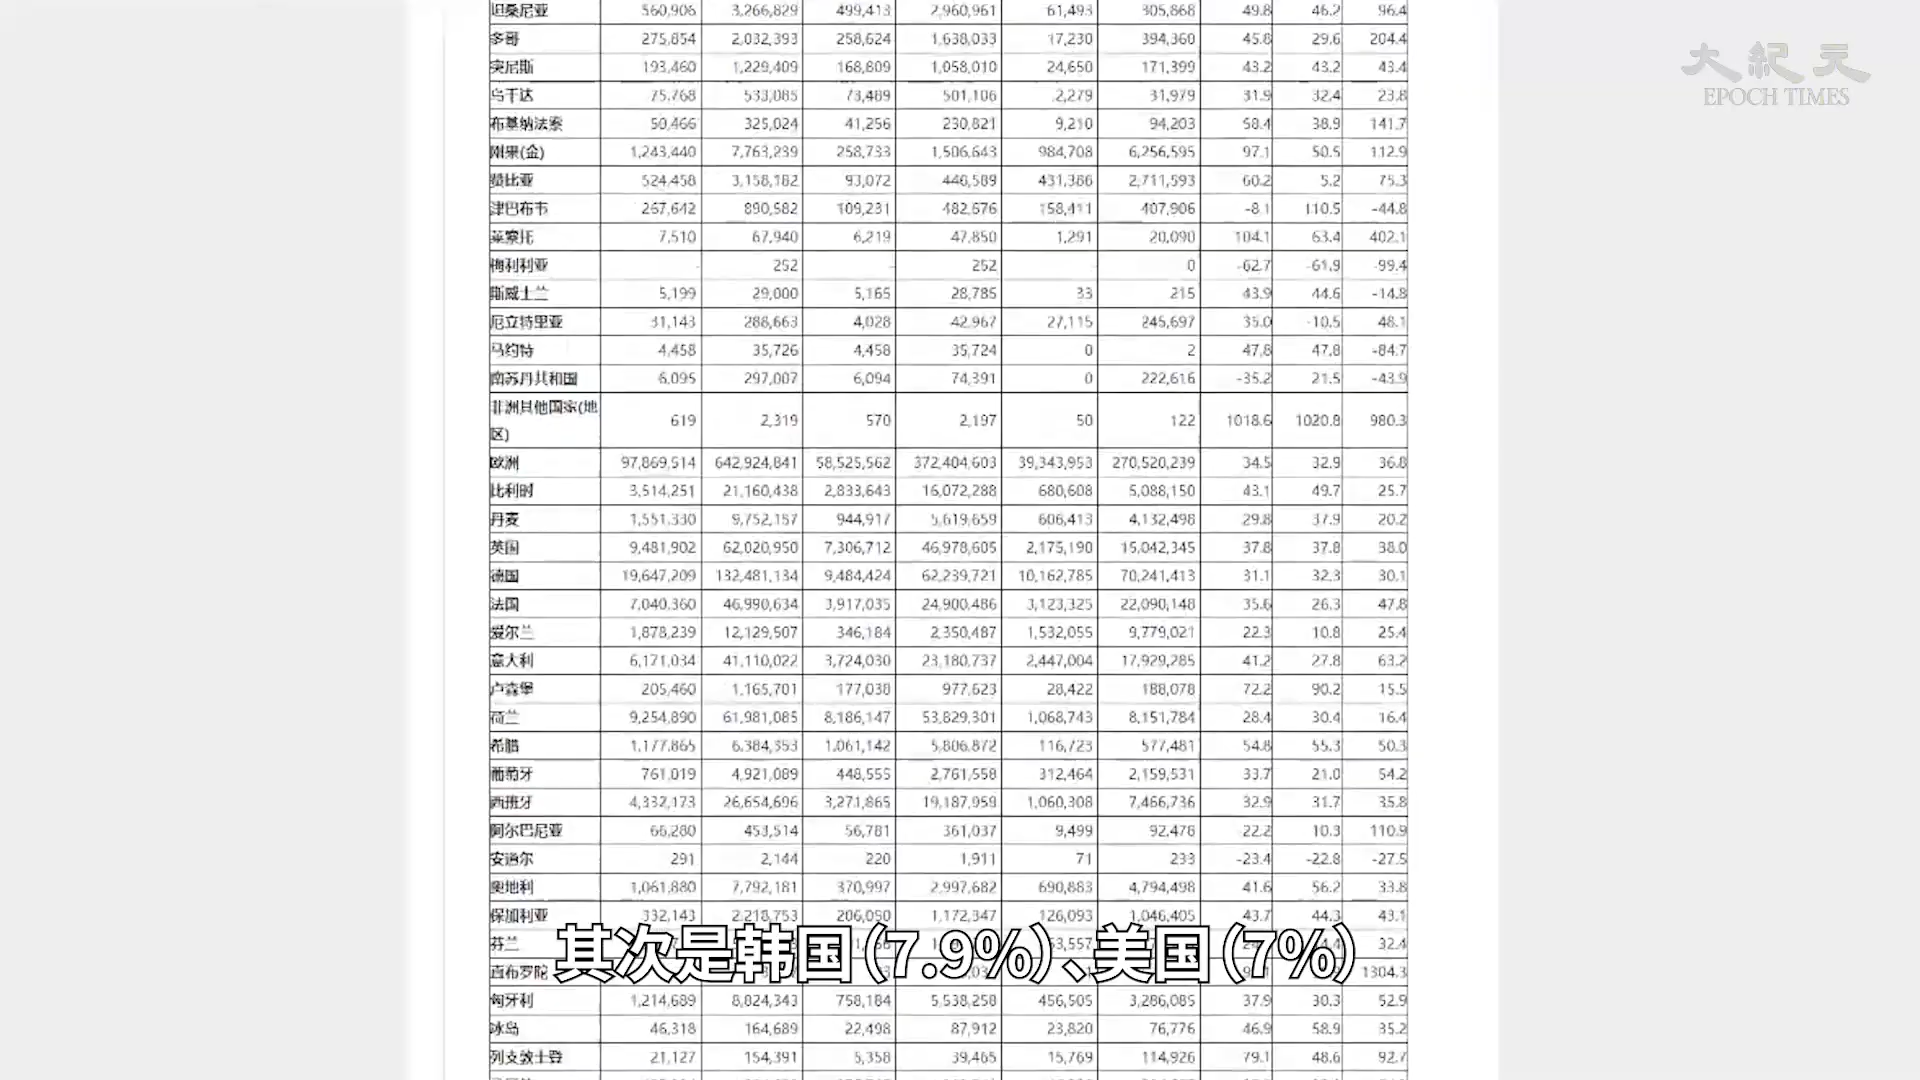 大紀元
EPOCH TIMES
坦桑尼亚 560,906 3,266,829 499,413 2,960,961 61,493 305,868 49.8 46.2 96.4
多哥 275,854 2,032,393 258,624 1,638,033 17,230 394,360 45.8 29.6 204.4
突尼斯 193,460 1,229,409 168,809 1,058,010 24,650 171,399 43.2 43.2 43.4
乌干达 75,768 533,085 73,489 501,106 2,279 31,979 31.9 32.4 23.8
布基纳法索 50,466 325,024 41,256 230,821 9,210 94,203 58.4 38.9 141.7
刚果(金) 1,243,440 7,763,239 258,733 1,506,643 984,708 6,256,595 97.1 50.5 112.9
赞比亚 524,458 3,158,182 93,072 446,589 431,386 2,711,593 60.2 5.2 75.3
津巴布韦 267,642 890,582 109,231 482,676 158,411 407,906 -8.1 110.5 -44.8
莱索托 7,510 67,940 6,219 47,850 1,291 20,090 104.1 63.4 402.1
梅利利亚 - 252 - 252 - 0 -62.7 -61.9 -99.4
斯威士兰 5,199 29,000 5,165 28,785 33 215 43.9 44.6 -14.8
厄立特里亚 31,143 288,663 4,028 42,967 27,115 245,697 35.0 -10.5 48.1
马约特 4,458 35,726 4,458 35,724 0 2 47.8 47.8 -84.7
南苏丹共和国 6,095 297,007 6,094 74,391 0 222,616 -35.2 21.5 -43.9
非洲其他国家(地
区) 619 2,319 570 2,197 50 122 1018.6 1020.8 980.3
欧洲 97,869,514 642,924,841 58,525,562 372,404,603 39,343,953 270,520,239 34.5 32.9 36.8
比利时 3,514,251 21,160,438 2,833,643 16,072,288 680,608 5,088,150 43.1 49.7 25.7
丹麦 1,551,330 9,752,157 944,917 5,619,659 606,413 4,132,498 29.8 37.9 20.2
英国 9,481,902 62,020,950 7,306,712 46,978,605 2,175,190 15,042,345 37.8 37.8 38.0
德国 19,647,209 132,481,134 9,484,424 62,239,721 10,162,785 70,241,413 31.1 32.3 30.1
法国 7,040,360 46,990,634 3,917,035 24,900,486 3,123,325 22,090,148 35.6 26.3 47.8
爱尔兰 1,878,239 12,129,507 346,184 2,350,487 1,532,055 9,779,021 22.3 10.8 25.4
意大利 6,171,034 41,110,022 3,724,030 23,180,737 2,447,004 17,929,285 41.2 27.8 63.2
卢森堡 205,460 1,165,701 177,038 977,623 28,422 188,078 72.2 90.2 15.5
荷兰 9,254,890 61,981,085 8,186,147 53,829,301 1,068,743 8,151,784 28.4 30.4 16.4
希腊 1,177,865 6,384,353 1,061,142 5,806,872 116,723 577,481 54.8 55.3 50.3
葡萄牙 761,019 4,921,089 448,555 2,761,558 312,464 2,159,531 33.7 21.0 54.2
西班牙 4,332,173 26,654,696 3,271,865 19,187,959 1,060,308 7,466,736 32.9 31.7 35.8
阿尔巴尼亚 66,280 453,514 56,781 361,037 9,499 92,478 22.2 10.3 110.9
安道尔 291 2,144 220 1,911 71 233 -23.4 -22.8 -27.5
奥地利 1,061,880 7,792,181 370,997 2,997,682 690,883 4,794,498 41.6 56.2 33.8
保加利亚 332,143 2,218,753 206,050 1,172,347 126,093 1,046,405 43.7 44.3 43.1
芬兰 32.4
直布罗陀 1304.3
其次是韩国(7.9%)、美国(7%)
匈牙利 1,214,689 8,824,343 758,184 5,538,258 456,505 3,286,085 37.9 30.3 52.9
冰岛 46,318 164,689 22,498 87,912 23,820 76,776 46.9 58.9 35.2
列支敦士登 21,127 154,391 5,358 39,465 15,769 114,926 79.1 48.6 92.7